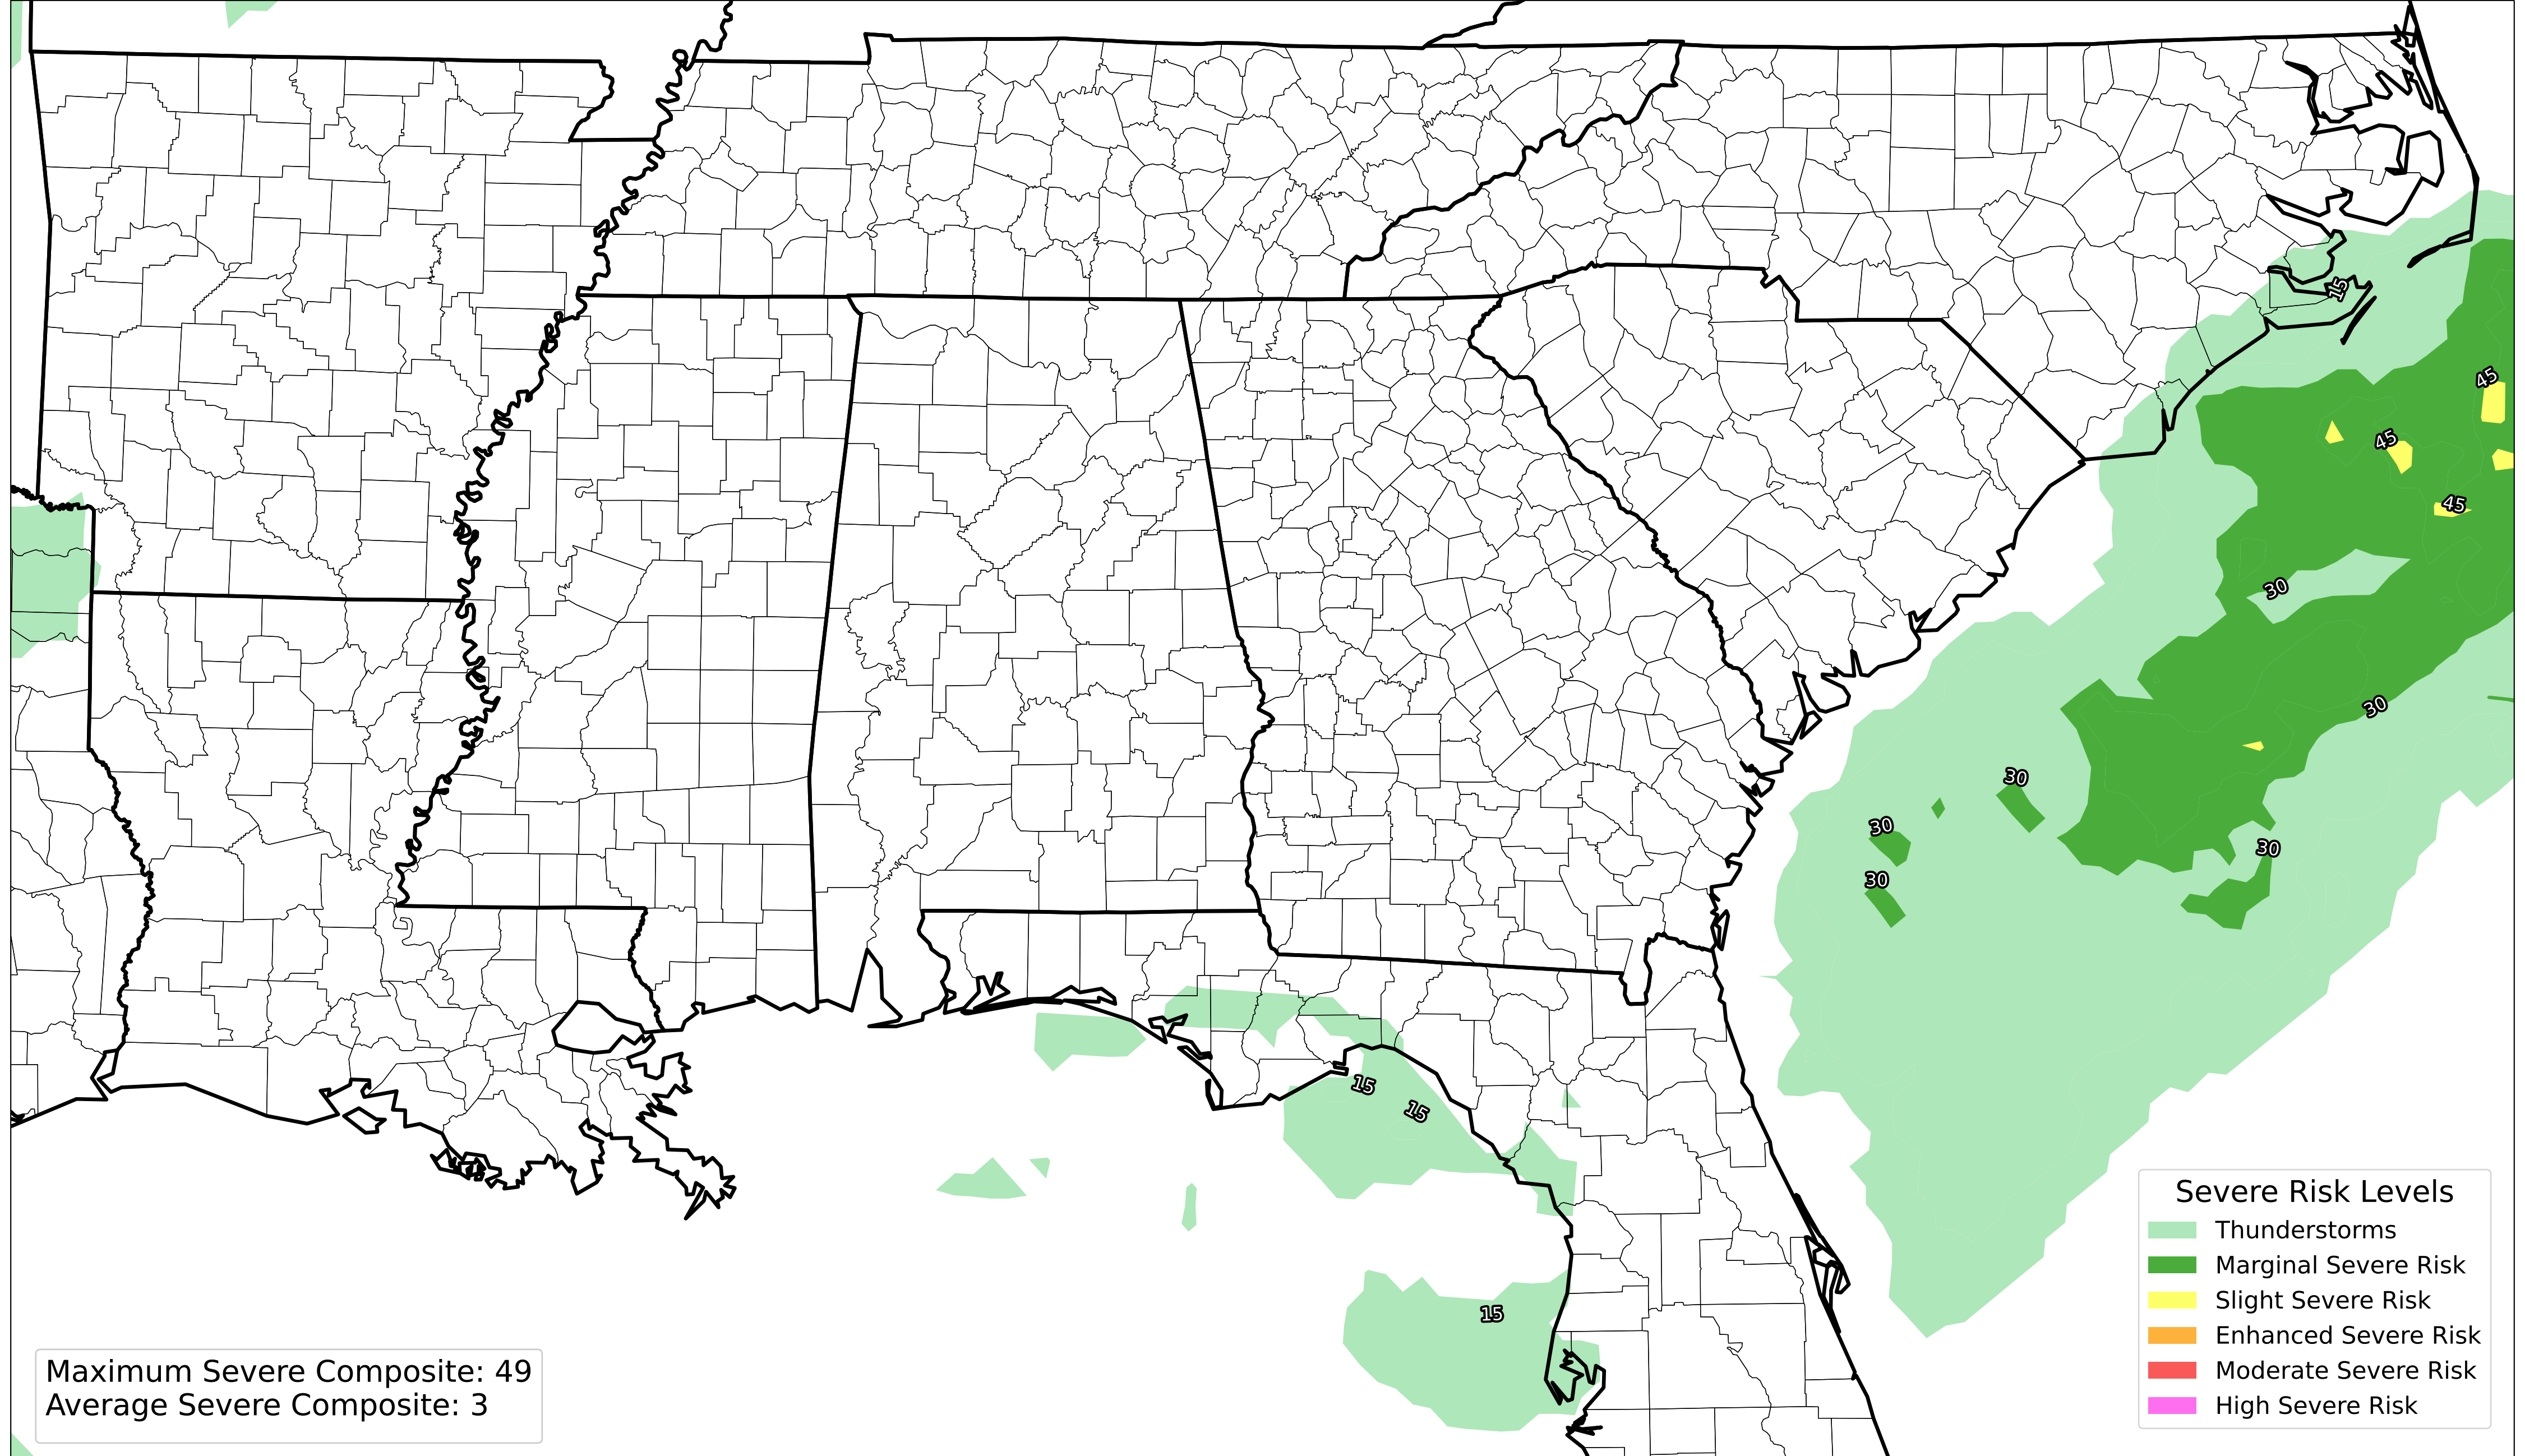 15
45
45
45
30
30
30
30
30
30
15
15
15
Severe Risk Levels
Thunderstorms
Marginal Severe Risk
Slight Severe Risk
Enhanced Severe Risk
Moderate Severe Risk
High Severe Risk
Maximum Severe Composite: 49
Average Severe Composite: 3